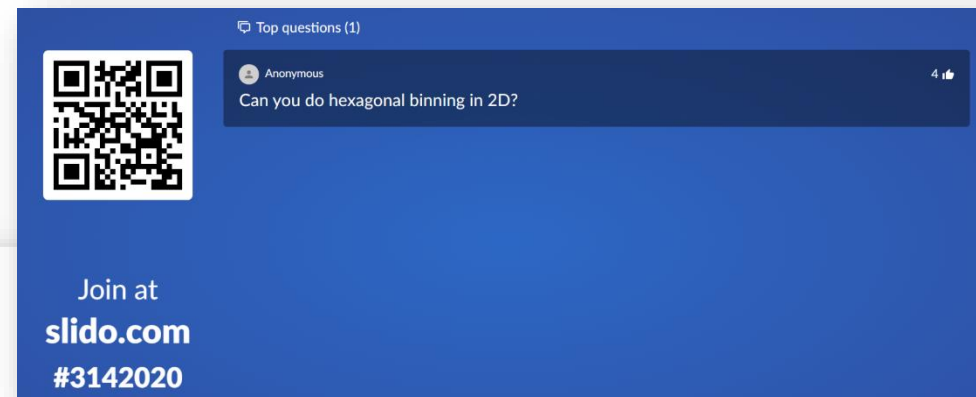 Top questions (1)
Anonymous
4
Can you do hexagonal binning in 2D?
Join at
slido.com
#3142020